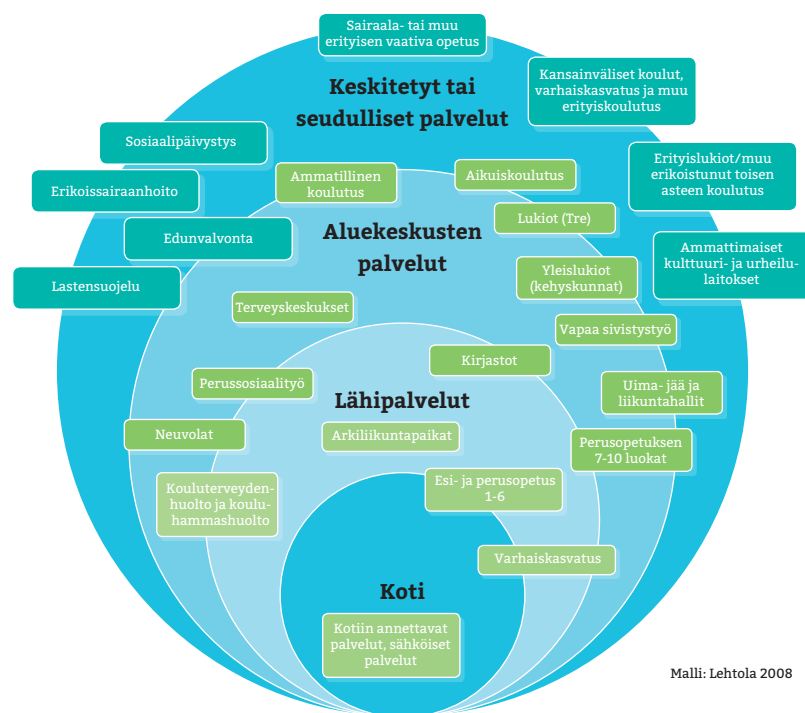 Sairaala- tai muu
erityisen vaativa opetus
Keskitetyt tai
seudulliset palvelut
Kansainväliset koulut,
varhaiskasvatus ja muu
erityiskoulutus
Sosiaalipäivystys
Erityislukiot/muu
erikoistunut toisen
asteen koulutus
Erikoissairaanhoito
Ammatillinen
koulutus
Aikuiskoulutus
Lukiot (Tre)
Edunvalvonta
Aluekeskusten
palvelut
Ammattimaiset
kulttuuri- ja urheilu-
laitokset
Lastensuojelu
Yleislukiot
(kehyskunnat)
Terveyskeskukset
Vapaa sivistystyö
Kirjastot
Perussosiaalityö
Uima- jää ja
liikuntahallit
Lähipalvelut
Neuvolat
Arkiliikuntapaikat
Perusopetuksen
7-10 luokat
Kouluterveyden-
huolto ja koulu-
hammashuolto
Esi- ja perusopetus
1-6
Varhaiskasvatus
Koti
Kotiin annettavat
palvelut, sähköiset
palvelut
Malli: Lehtola 2008